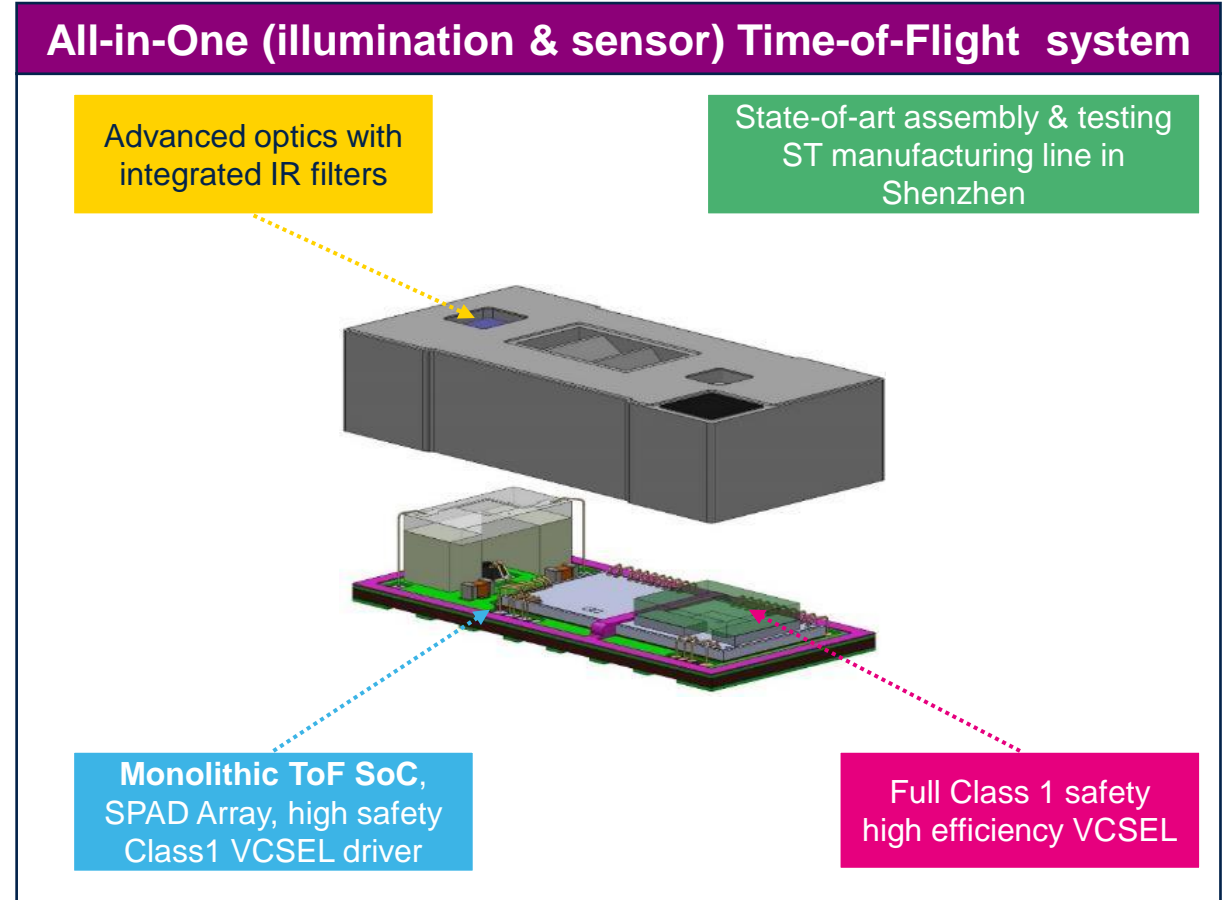 All-in-One (illumination & sensor) Time-of-Flight system
Advanced optics with
integrated IR filters
State-of-art assembly & testing
ST manufacturing line in
Shenzhen
Monolithic ToF SoC,
SPAD Array, high safety
Class1 VCSEL driver
Full Class 1 safety
high efficiency VCSEL